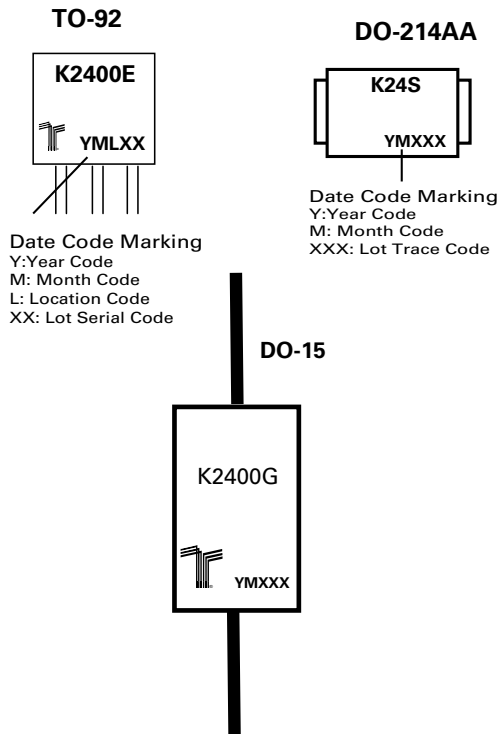 TO-92
K2400E
YMLXX
Date Code Marking
Y:Year Code
M: Month Code
L: Location Code
XX: Lot Serial Code
DO-214AA
K24S
YMXXX
Date Code Marking
Y:Year Code
M: Month Code
XXX: Lot Trace Code
DO-15
K2400G
YMXXX